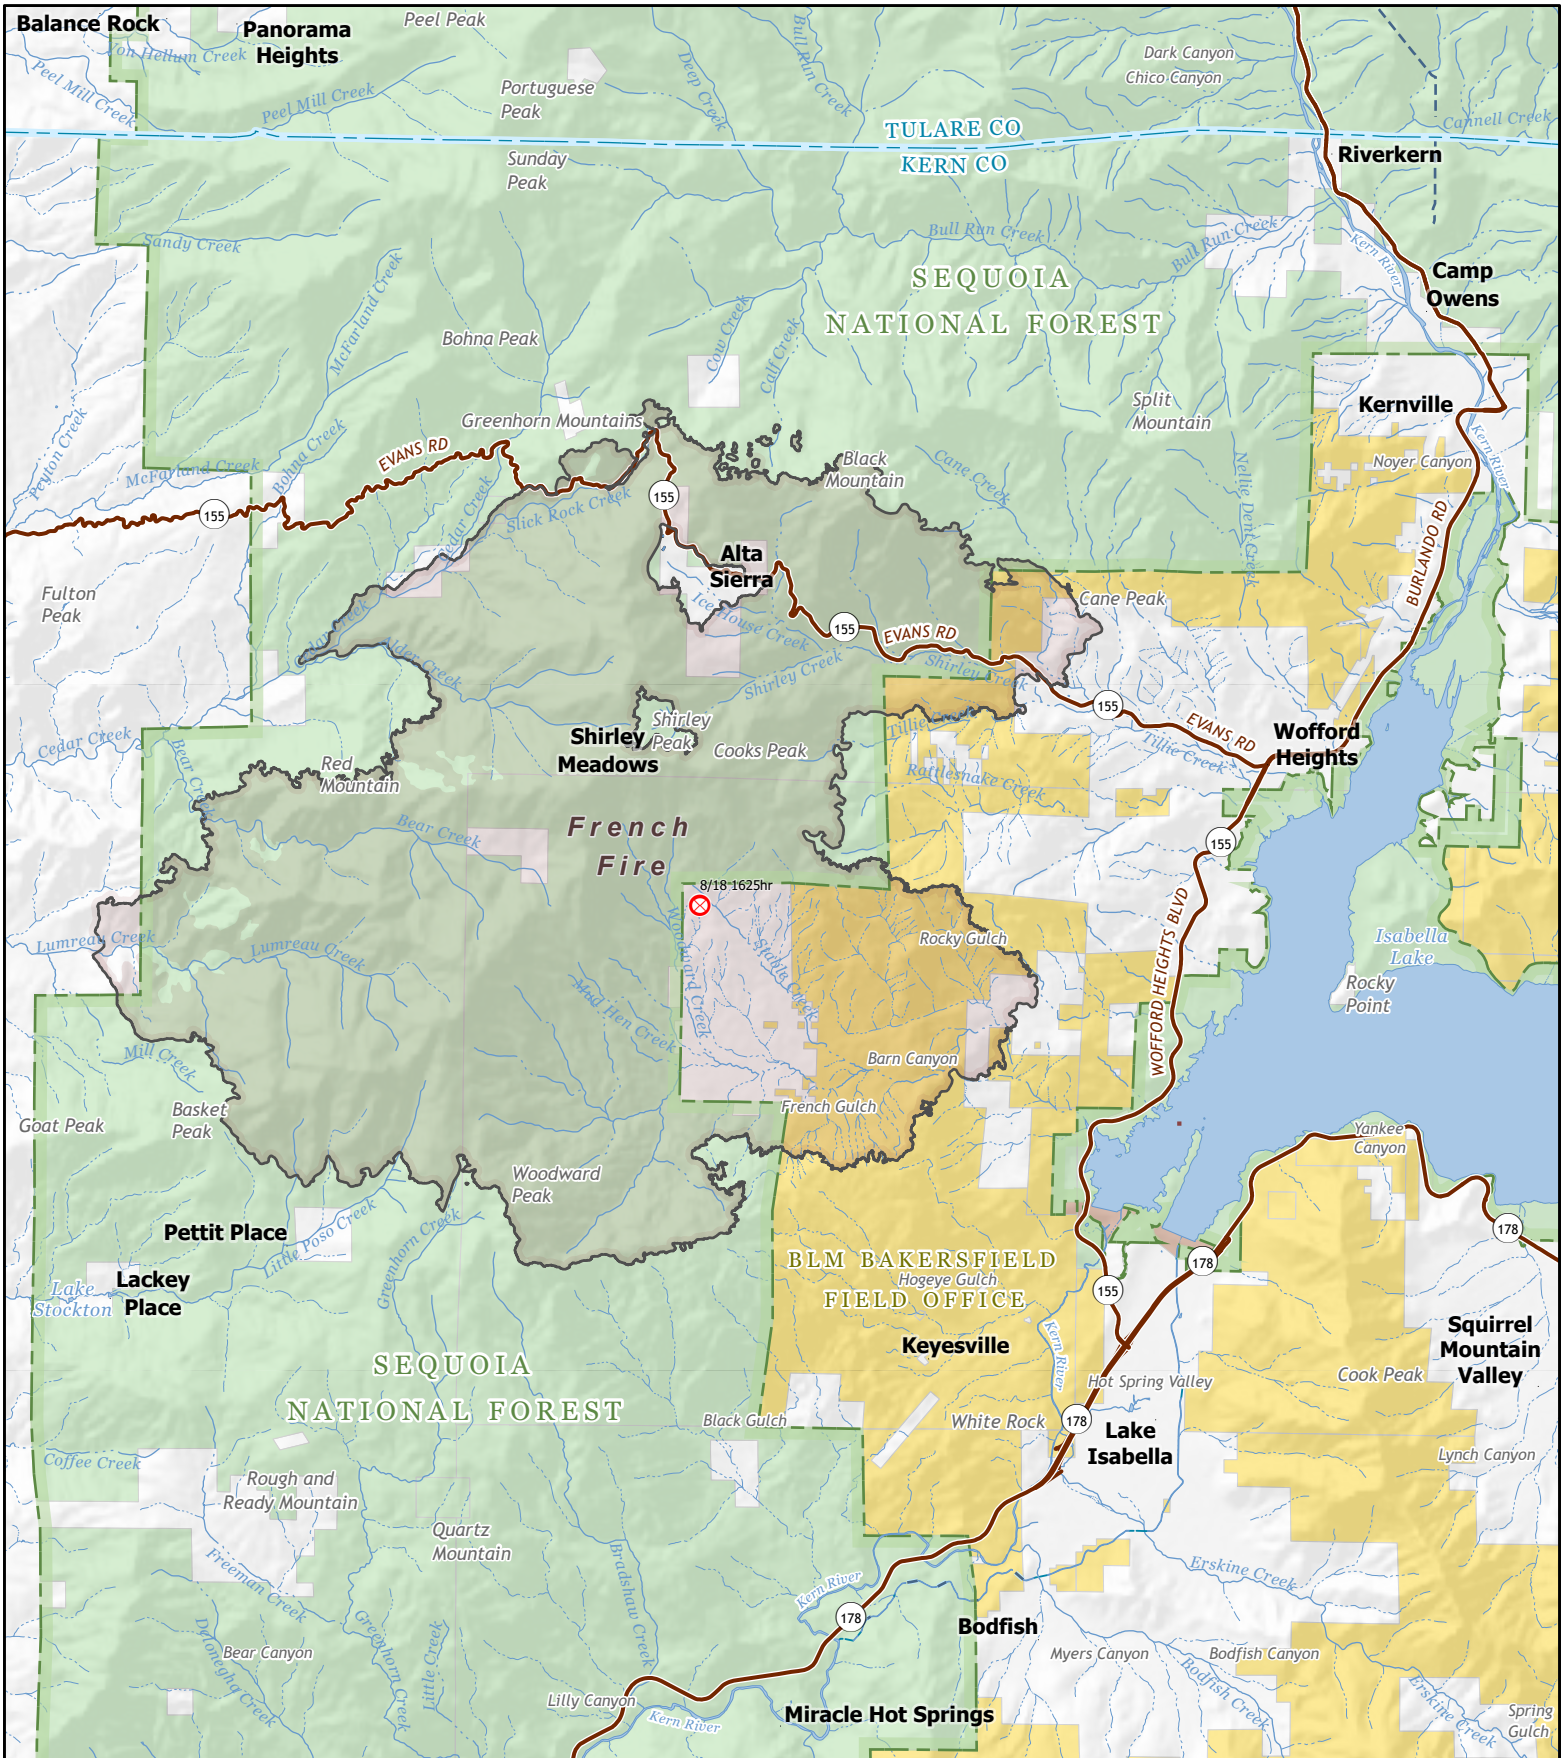 Balance Rock
Panorama
Heights
Peel Peak
Von Hellum Creek
Peel Mill Creek
Peel Mill Creek
Portuguese
Peak
Deep Creek
Bull Run Creek
Dark Canyon
Chico Canyon
Cannell Creek
TULARE CO
KERN CO
Riverkern
Sunday
Peak
Sandy Creek
McFarland Creek
Bull Run Creek
Bull Run Creek
Kern River
Camp
Owens
SEQUOIA
NATIONAL FOREST
Bohna Peak
Cow Creek
Calf Creek
Split
Mountain
Kernville
Kern River
Greenhorn Mountains
Peyton Creek
McFarland Creek
Bohna Creek
EVANS RD
155
Cedar Creek
Slick Rock Creek
155
Black
Mountain
Cane Creek
Nellie Dent Creek
Noyer Canyon
BURLANDO RD
Fulton
Peak
Alta
Sierra
Ice House Creek
155
EVANS RD
Cane Peak
Cedar Creek
Alder Creek
Shirley Creek
Shirley Creek
155
EVANS RD
Tillie Creek
Tillie Creek
Wofford
Heights
Cedar Creek
Bear Creek
Red
Mountain
Shirley
Meadows
Shirley
Peak
Cooks Peak
Rattlesnake Creek
155
Bear Creek
French
Fire
8/18 1625hr
WOFFORD HEIGHTS BLVD
Lumreau Creek
Lumreau Creek
Woodward Creek
Stable Creek
Rocky Gulch
Isabella
Lake
Rocky
Point
Mud Hen Creek
Mill Creek
Barn Canyon
Goat Peak
Basket
Peak
French Gulch
Yankee
Canyon
Woodward
Peak
Pettit Place
Little Poso Creek
Greenhorn Creek
178
Lake
Stockton
Lackey
Place
BLM BAKERSFIELD
Hogeye Gulch
FIELD OFFICE
178
155
Keyesville
Kern River
Squirrel
Mountain
Valley
SEQUOIA
NATIONAL FOREST
Hot Spring Valley
Cook Peak
Black Gulch
White Rock
178
Lake
Isabella
Coffee Creek
Rough and
Ready Mountain
Lynch Canyon
Quartz
Mountain
Freeman Creek
Bradshaw Creek
Kern River
Erskine Creek
178
Bodfish
Delonegha Creek
Bear Canyon
Greenhorn Creek
Little Creek
Myers Canyon
Bodfish Canyon
Bodfish Creek
Erskine Creek
Lilly Canyon
Kern River
Miracle Hot Springs
Spring
Gulch